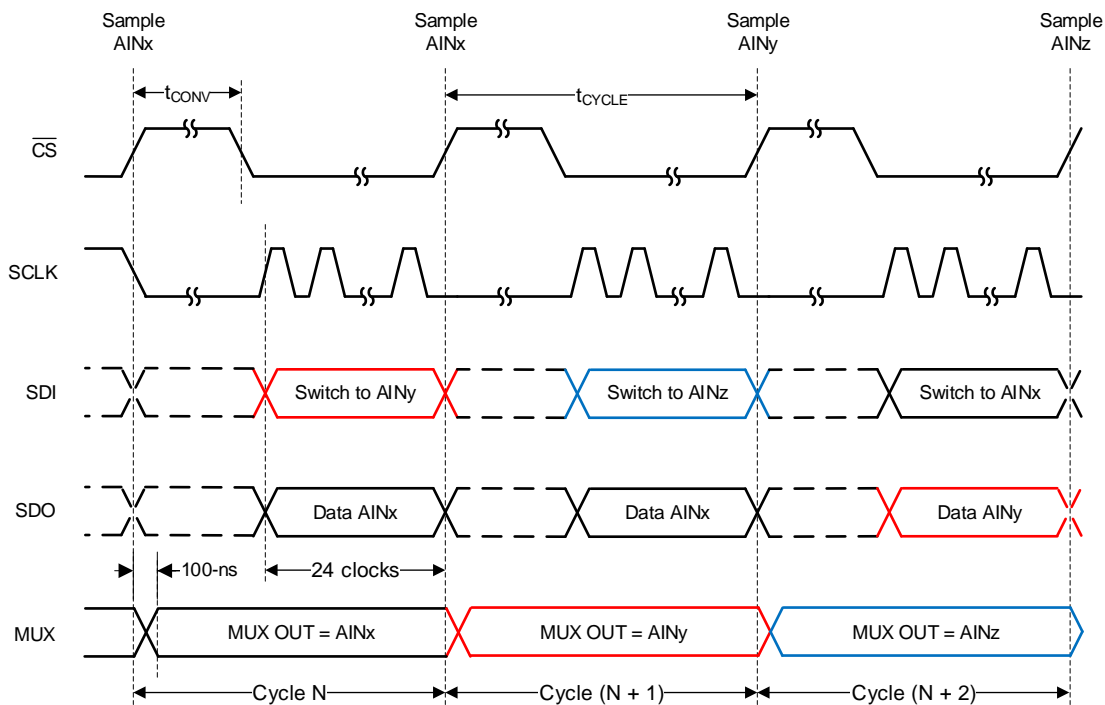 Sample
AINx
Sample
AINx
Sample
AINy
Sample
AINz
tCONV
tCYCLE
CS
SCLK
SDI
Switch to AINy
Switch to AINz
Switch to AINx
SDO
Data AINx
Data AINx
Data AINy
100-ns
24 clocks
MUX
MUX OUT = AINx
MUX OUT = AINy
MUX OUT = AINz
Cycle N
Cycle (N + 1)
Cycle (N + 2)